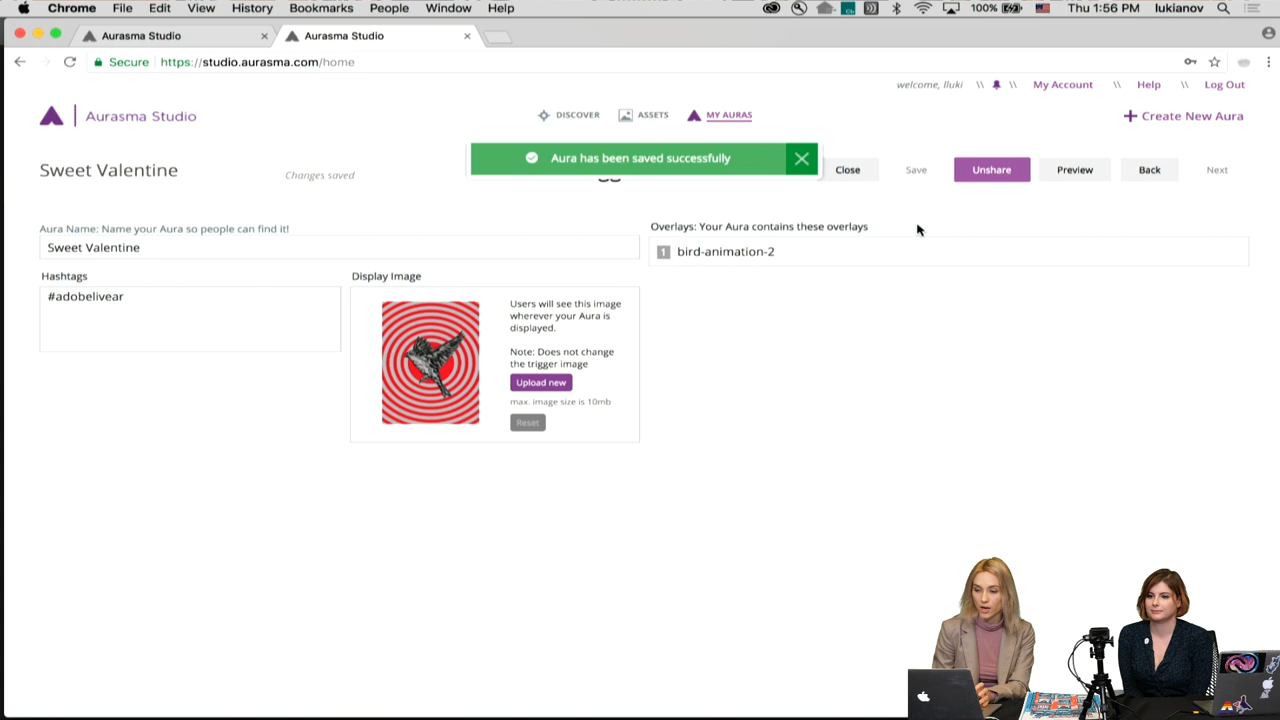 Chrome File Edit View History Bookmarks People Window Help 100% Thu 1:56 PM lukianov
Aurasma Studio Aurasma Studio
Secure https://studio.aurasma.com/home
welcome, lluki \\ \\ My Account \\ Help \\ Log Out
Aurasma Studio DISCOVER ASSETS MY AURAS + Create New Aura
Aura has been saved successfully
Sweet Valentine Changes saved Close Save Unshare Preview Back Next
Aura Name: Name your Aura so people can find it!
Sweet Valentine
Overlays: Your Aura contains these overlays
1 bird-animation-2
Hashtags
#adobelivear
Display Image
Users will see this image
wherever your Aura is
displayed.
Note: Does not change
the trigger image
Upload new
max. image size is 10mb
Reset